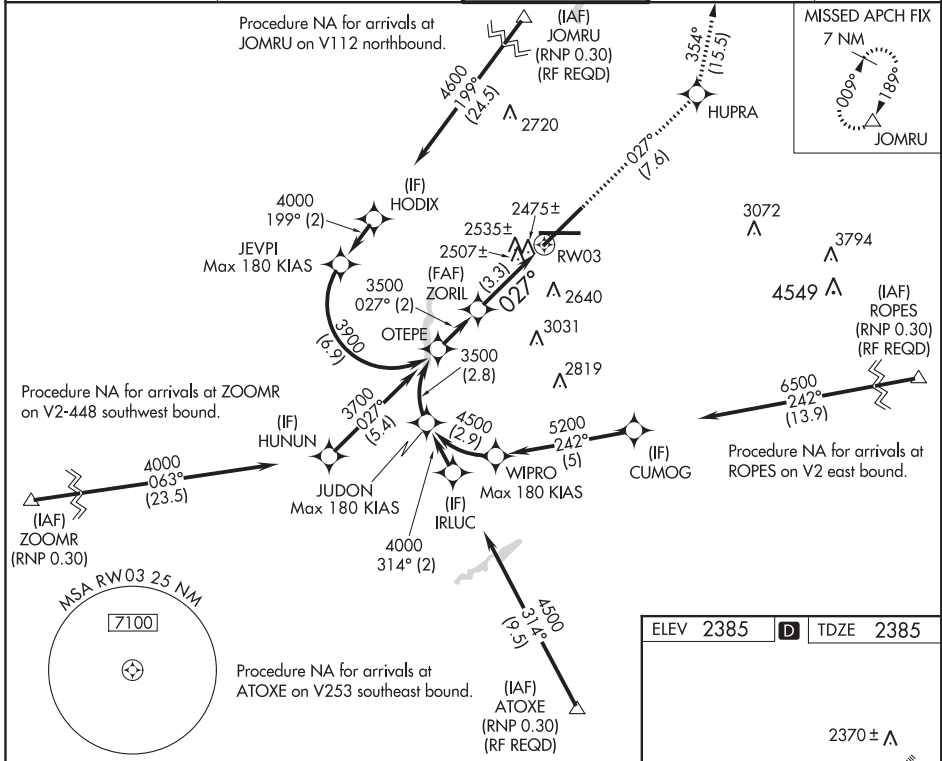 Procedure NA for arrivals at
JOMRU on V112 northbound.
(IAF)
JOMRU
(RNP 0.30)
(RF REQD)
4600
199°
(24.5)
2720
354°
(15.5)
HUPRA
027°
(7.6)
MISSED APCH FIX
7 NM
009°
189°
JOMRU
(IF)
HODIX
4000
199° (2)
JEVPI
Max 180 KIAS
2475±
2535±
2507±
RW03
(FAF)
ZORIL
(3.3)
027°
3500
027° (2)
OTEPE
3900
(6.9)
2640
3031
2819
3072
3794
4549
(IAF)
ROPES
(RNP 0.30)
(RF REQD)
6500
242°
(13.9)
Procedure NA for arrivals at
ROPES on V2 east bound.
3500
(2.8)
Procedure NA for arrivals at ZOOMR
on V2-448 southwest bound.
3700
027°
(5.4)
(IF)
HUNUN
4500
(2.9)
5200
242°
(5)
(IF)
CUMOG
WIPRO
Max 180 KIAS
JUDON
Max 180 KIAS
(IF)
IRLUC
4000
314° (2)
4000
063°
(23.5)
(IAF)
ZOOMR
(RNP 0.30)
MSA RW03 25 NM
7100
4500
314°
(9.5)
Procedure NA for arrivals at
ATOXE on V253 southeast bound.
(IAF)
ATOXE
(RNP 0.30)
(RF REQD)
ELEV 2385 D TDZE 2385
2370±